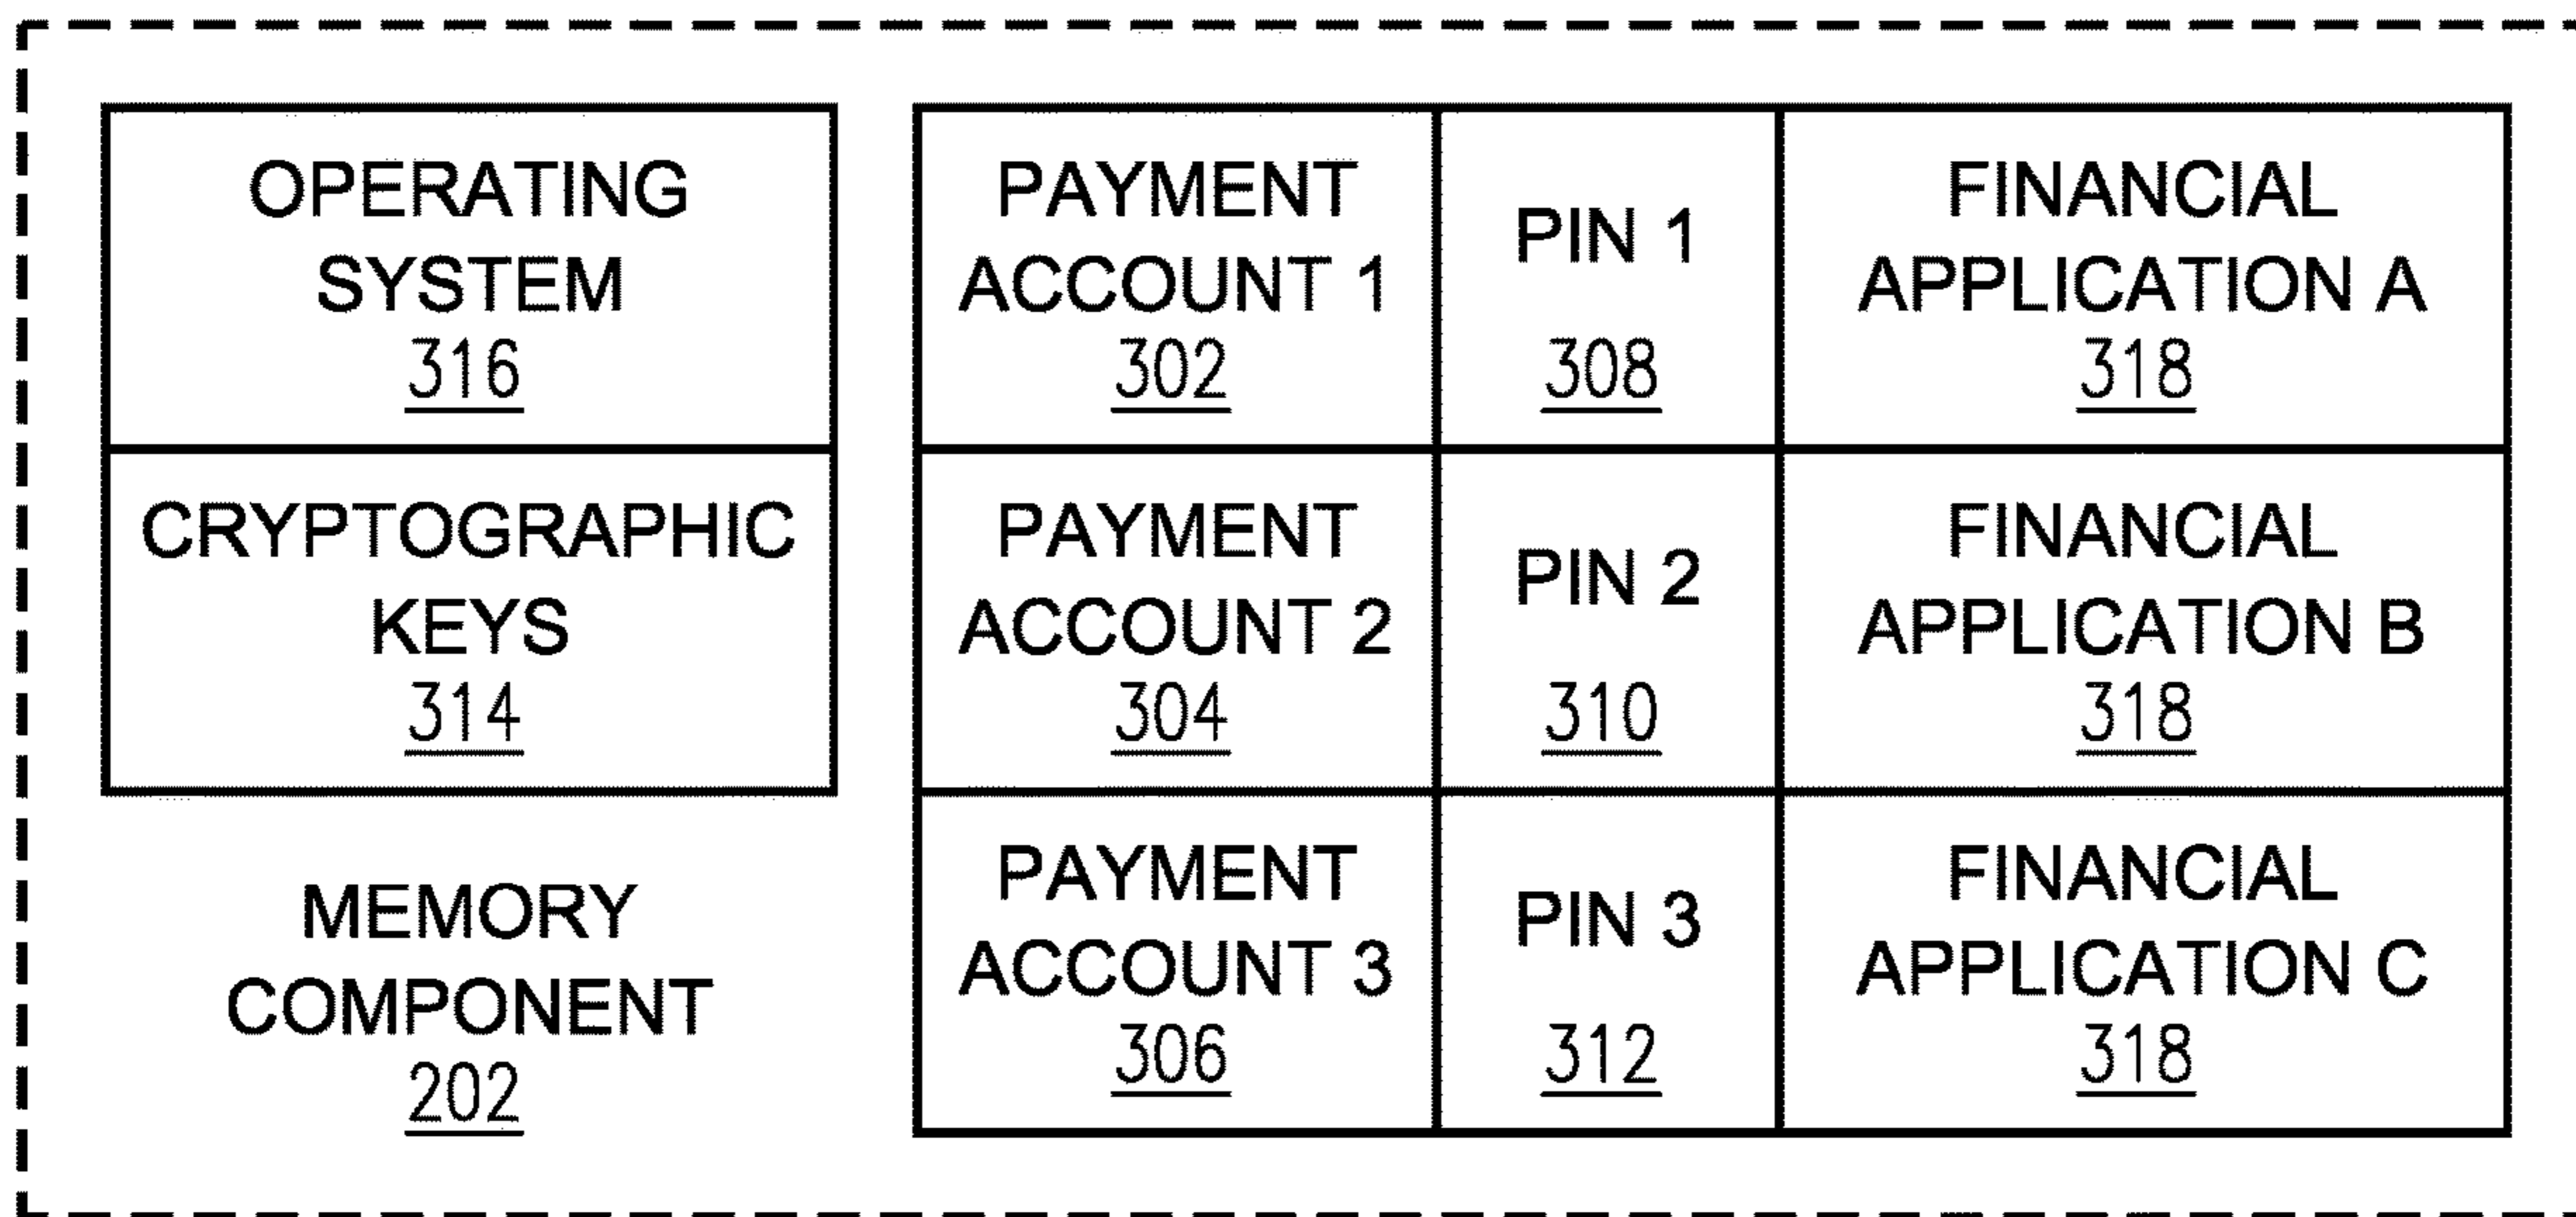 OPERATING
SYSTEM
316
CRYPTOGRAPHIC
KEYS
314
MEMORY
COMPONENT
202
PAYMENT
ACCOUNT 1
302
PIN 1
308
FINANCIAL
APPLICATION A
318
PAYMENT
ACCOUNT 2
304
PIN 2
310
FINANCIAL
APPLICATION B
318
PAYMENT
ACCOUNT 3
306
PIN 3
312
FINANCIAL
APPLICATION C
318